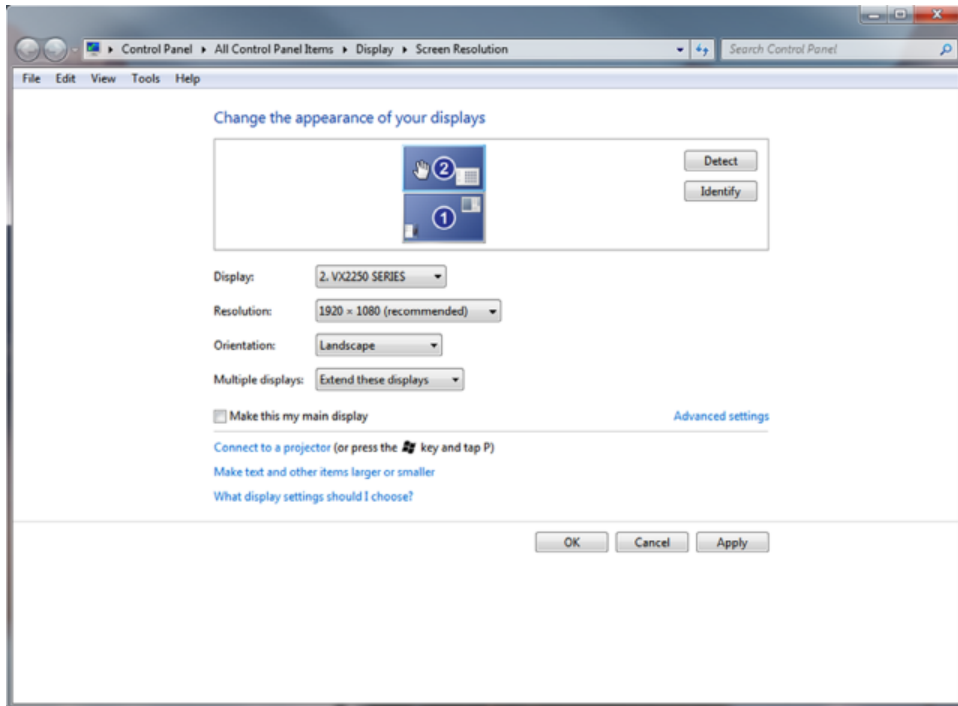 Control Panel ▸ All Control Panel Items ▸ Display ▸ Screen Resolution
Search Control Panel
File Edit View Tools Help
Change the appearance of your displays
2
1
Detect
Identify
Display: 2. VX2250 SERIES
Resolution: 1920 × 1080 (recommended)
Orientation: Landscape
Multiple displays: Extend these displays
Make this my main display
Advanced settings
Connect to a projector (or press the key and tap P)
Make text and other items larger or smaller
What display settings should I choose?
OK Cancel Apply